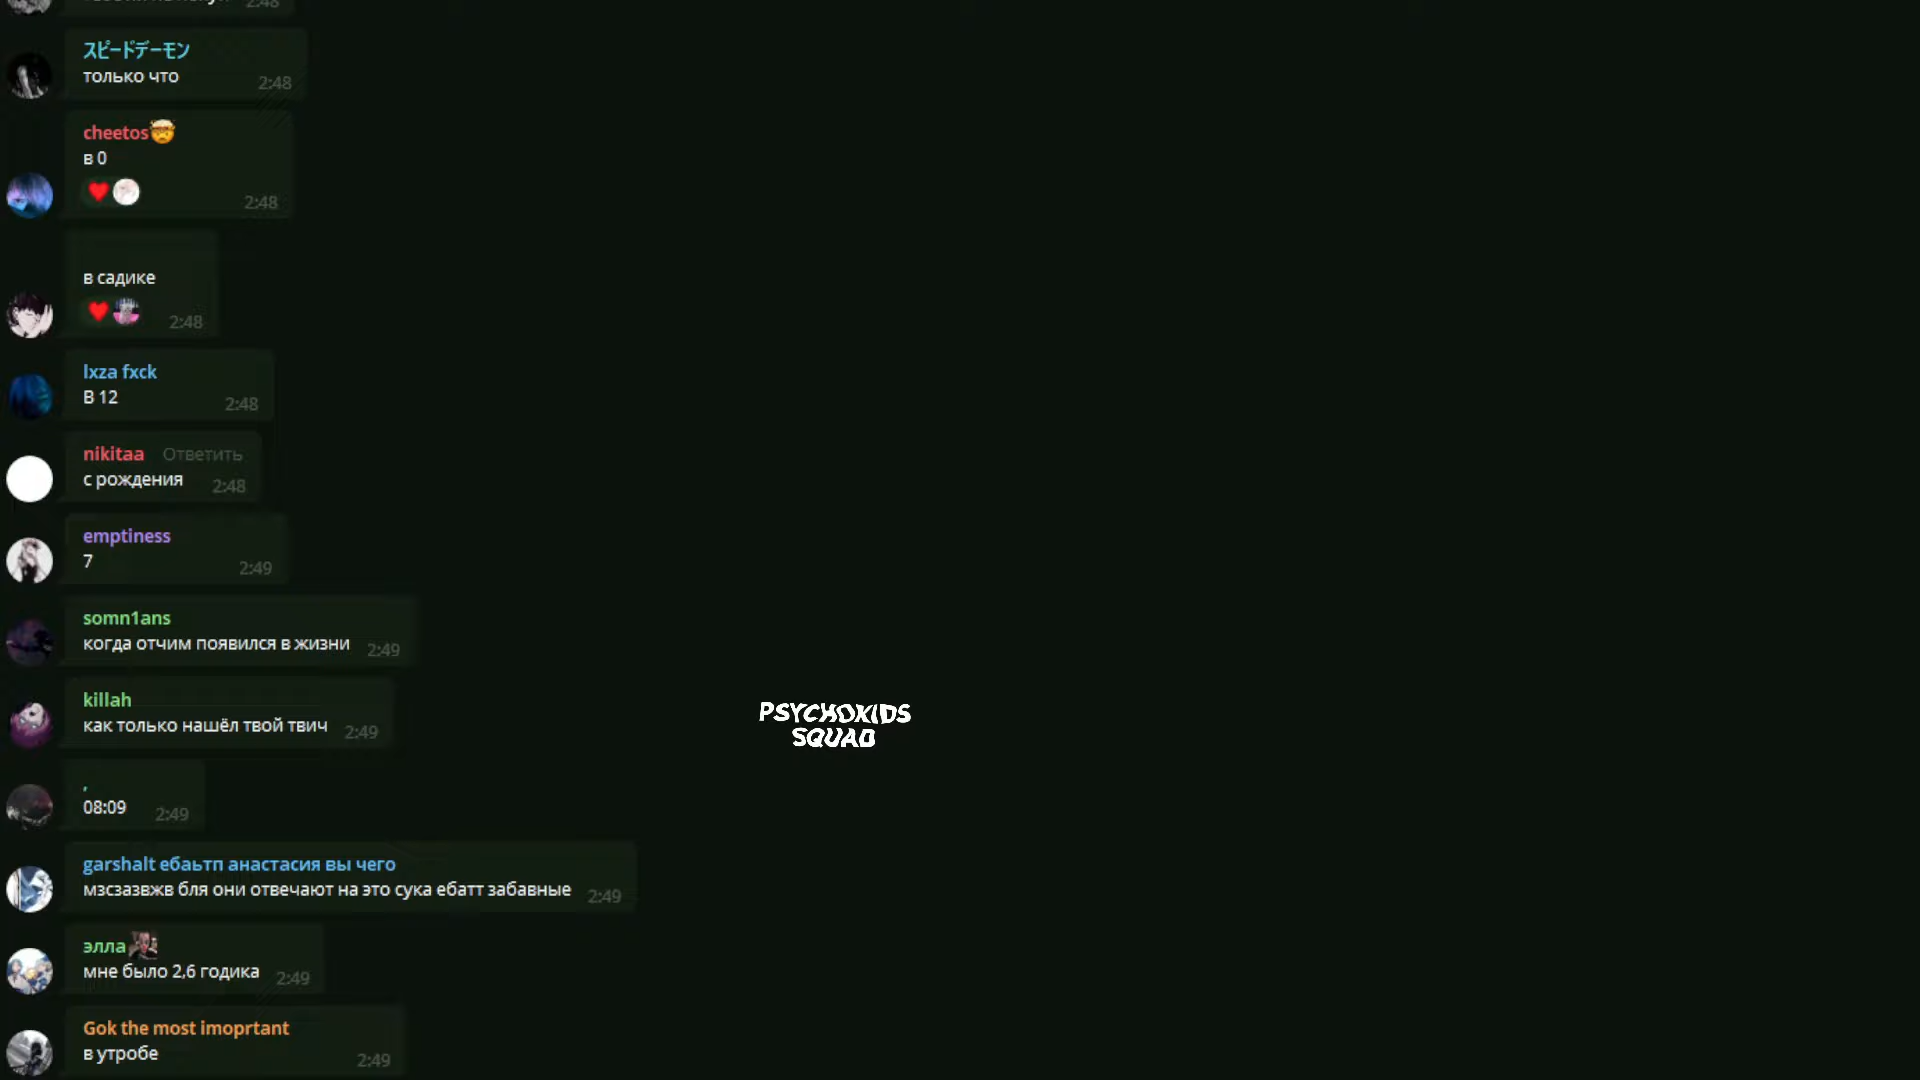 2:48
スピードデーモン
только что
2:48
cheetos
в 0
2:48
в садике
2:48
lxza fxck
В 12
2:48
nikitaa Ответить
с рождения
2:48
emptiness
7
2:49
somn1ans
когда отчим появился в жизни
2:49
killah
как только нашёл твой твич
2:49
PSYCHOKIDS
SQUAD
,
08:09
2:49
garshalt ебаьтп анастасия вы чего
мзсзазвжв бля они отвечают на это сука ебатт забавные
2:49
элла
мне было 2,6 годика
2:49
Gok the most imoprtant
в утробе
2:49